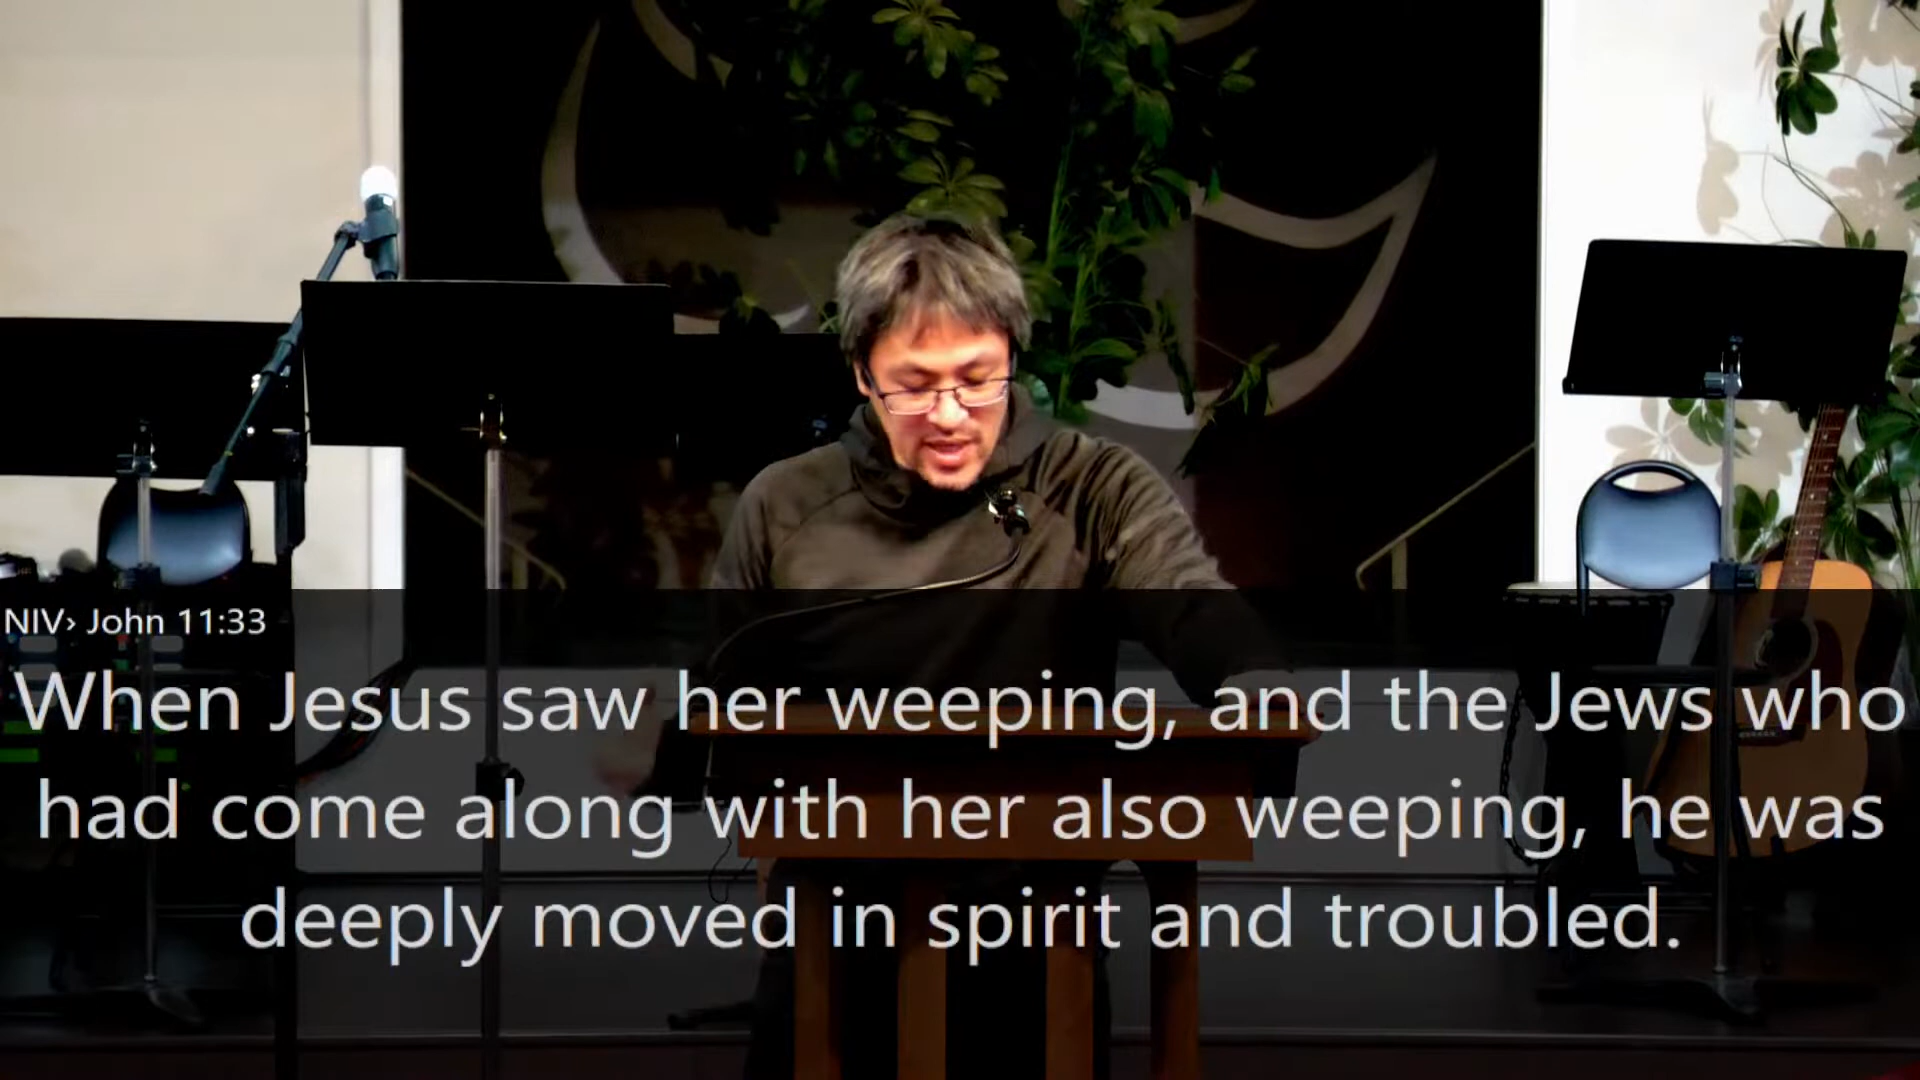 NIV› John 11:33
When Jesus saw her weeping, and the Jews who
had come along with her also weeping, he was
deeply moved in spirit and troubled.